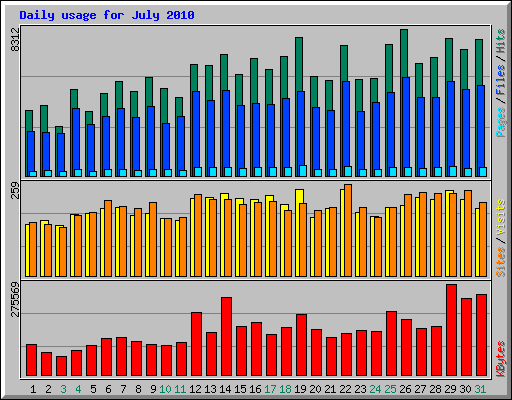 Daily usage for July 2010
8312
Pages / Files / Hits
259
Sites / Visits
275569
KBytes
1 2 3 4 5 6 7 8 9 10 11 12 13 14 15 16 17 18 19 20 21 22 23 24 25 26 27 28 29 30 31